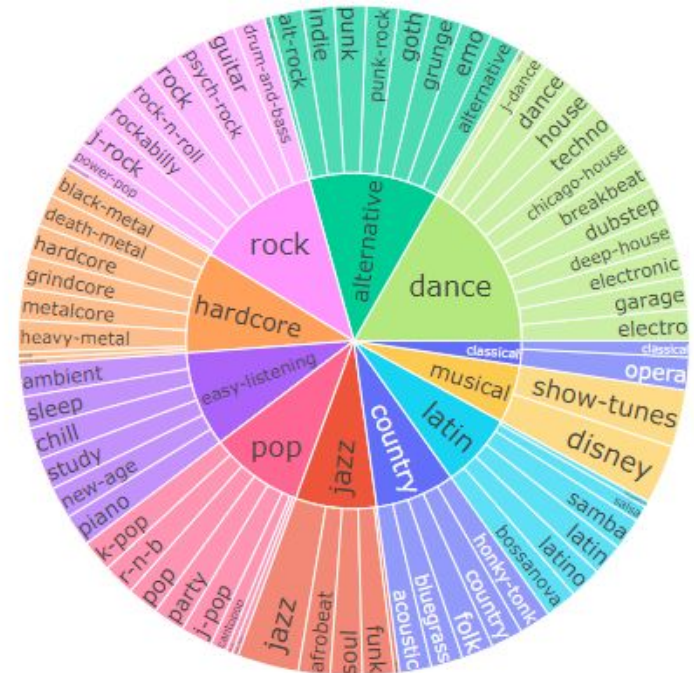 alternative
alt-rock
indie
punk
punk-rock
goth
grunge
emo
alternative
dance
j-dance
dance
house
techno
chicago-house
breakbeat
dubstep
deep-house
electronic
garage
electro
classical
classical
opera
musical
show-tunes
disney
latin
salsa
samba
latin
latino
bossanova
country
honky-tonk
country
folk
bluegrass
acoustic
jazz
funk
soul
afrobeat
jazz
pop
cantopop
j-pop
party
pop
r-n-b
k-pop
easy-listening
piano
new-age
study
chill
sleep
ambient
hardcore
heavy-metal
metalcore
grindcore
hardcore
death-metal
black-metal
rock
power-pop
j-rock
rockabilly
rock-n-roll
rock
psych-rock
guitar
drum-and-bass